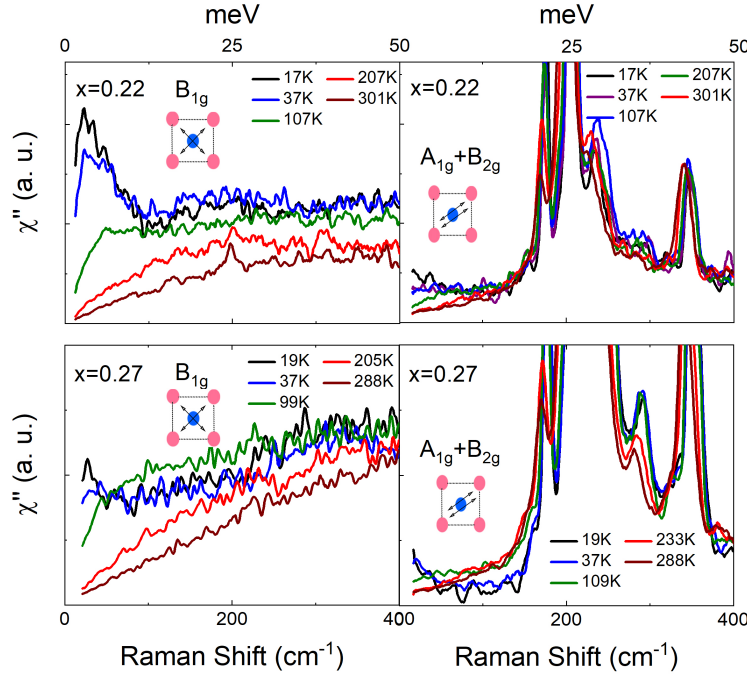 meV
meV
0
25
50
25
50
x=0.22
B1g
17K
207K
37K
301K
107K
x=0.22
A1g+B2g
17K
207K
37K
301K
107K
χ" (a. u.)
x=0.27
B1g
19K
205K
37K
288K
99K
x=0.27
A1g+B2g
19K
233K
37K
288K
109K
χ" (a. u.)
0
200
400
0
200
400
Raman Shift (cm-1)
Raman Shift (cm-1)